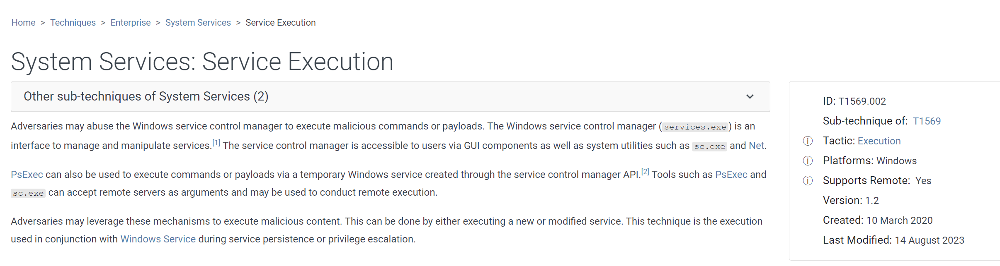 Home > Techniques > Enterprise > System Services > Service Execution
System Services: Service Execution
Other sub-techniques of System Services (2)
Adversaries may abuse the Windows service control manager to execute malicious commands or payloads. The Windows service control manager (services.exe) is an
interface to manage and manipulate services.[1] The service control manager is accessible to users via GUI components as well as system utilities such as sc.exe and Net.
PsExec can also be used to execute commands or payloads via a temporary Windows service created through the service control manager API.[2] Tools such as PsExec and
sc.exe can accept remote servers as arguments and may be used to conduct remote execution.
Adversaries may leverage these mechanisms to execute malicious content. This can be done by either executing a new or modified service. This technique is the execution
used in conjunction with Windows Service during service persistence or privilege escalation.
ID: T1569.002
Sub-technique of: T1569
ⓘ Tactic: Execution
ⓘ Platforms: Windows
ⓘ Supports Remote: Yes
Version: 1.2
Created: 10 March 2020
Last Modified: 14 August 2023